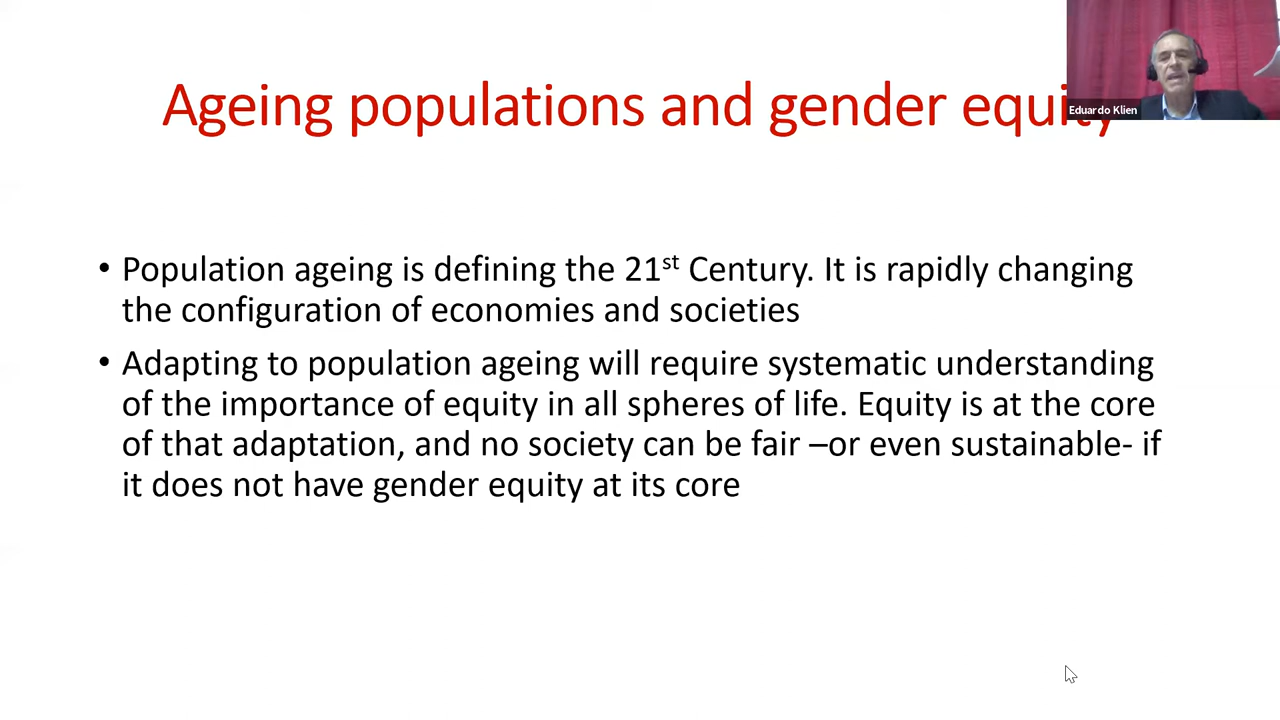 Ageing populations and gender equity
Eduardo Klien
• Population ageing is defining the 21st Century. It is rapidly changing
the configuration of economies and societies
• Adapting to population ageing will require systematic understanding
of the importance of equity in all spheres of life. Equity is at the core
of that adaptation, and no society can be fair –or even sustainable- if
it does not have gender equity at its core